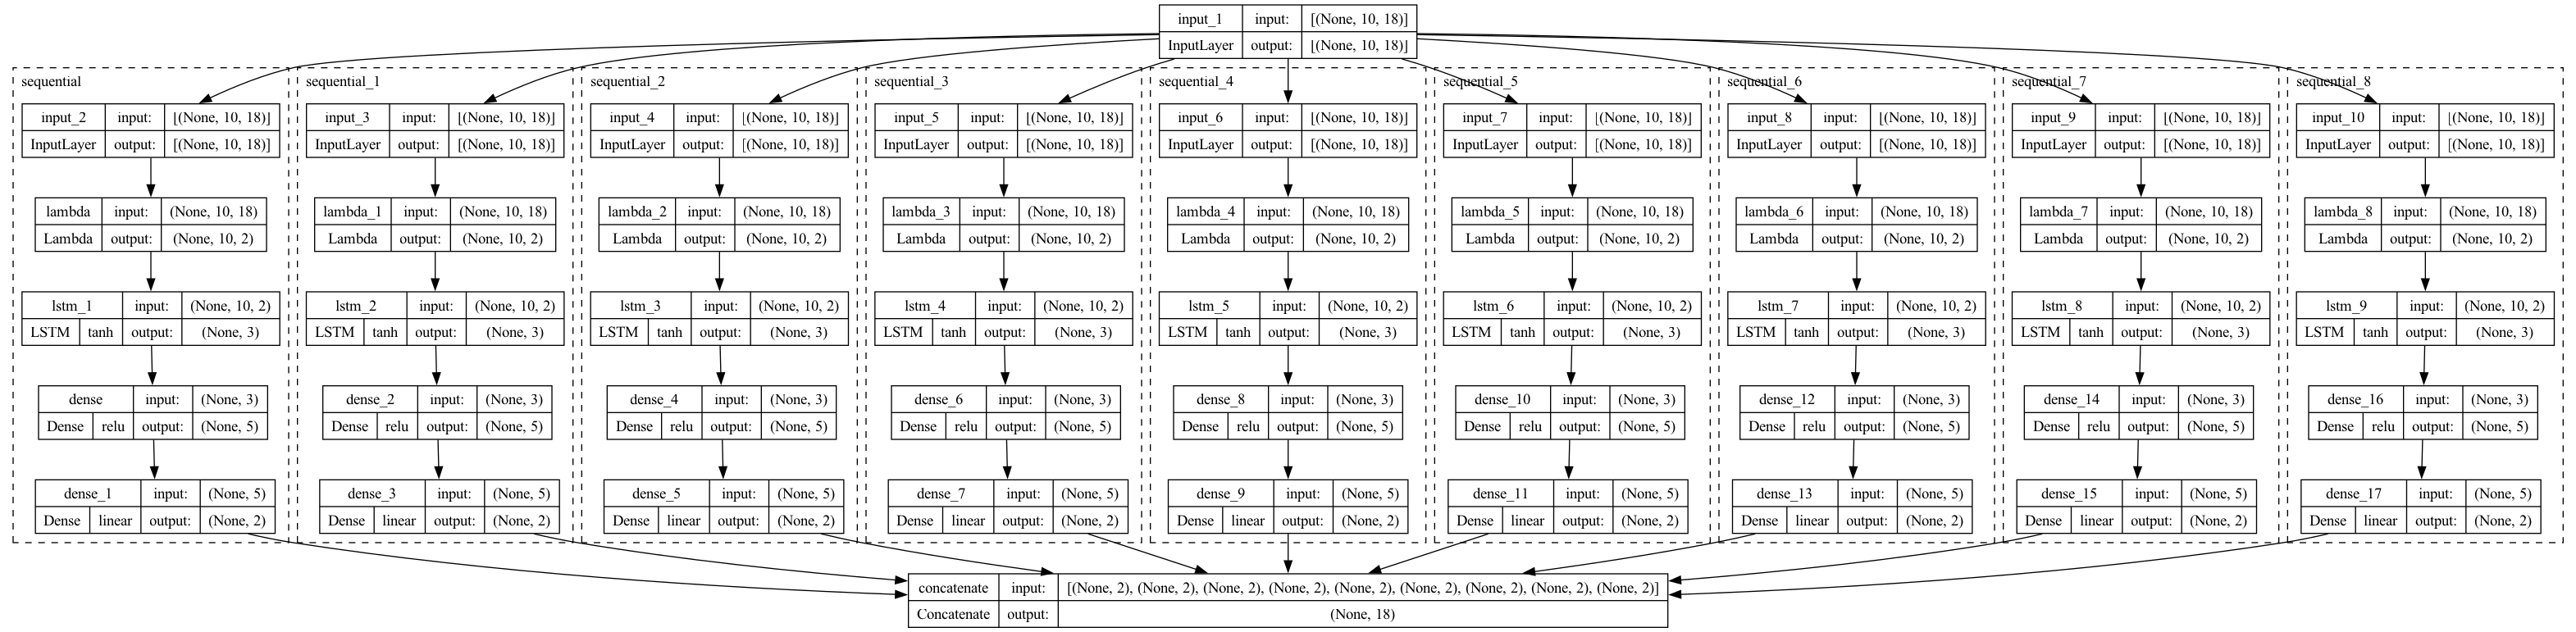 input_1 input: [(None, 10, 18)]
InputLayer output: [(None, 10, 18)]
sequential sequential_1 sequential_2 sequential_3 sequential_4 sequential_5 sequential_6 sequential_7 sequential_8
input_2 input: [(None, 10, 18)] input_3 input: [(None, 10, 18)] input_4 input: [(None, 10, 18)] input_5 input: [(None, 10, 18)] input_6 input: [(None, 10, 18)] input_7 input: [(None, 10, 18)] input_8 input: [(None, 10, 18)] input_9 input: [(None, 10, 18)] input_10 input: [(None, 10, 18)]
InputLayer output: [(None, 10, 18)] InputLayer output: [(None, 10, 18)] InputLayer output: [(None, 10, 18)] InputLayer output: [(None, 10, 18)] InputLayer output: [(None, 10, 18)] InputLayer output: [(None, 10, 18)] InputLayer output: [(None, 10, 18)] InputLayer output: [(None, 10, 18)] InputLayer output: [(None, 10, 18)]
lambda input: (None, 10, 18) lambda_1 input: (None, 10, 18) lambda_2 input: (None, 10, 18) lambda_3 input: (None, 10, 18) lambda_4 input: (None, 10, 18) lambda_5 input: (None, 10, 18) lambda_6 input: (None, 10, 18) lambda_7 input: (None, 10, 18) lambda_8 input: (None, 10, 18)
Lambda output: (None, 10, 2) Lambda output: (None, 10, 2) Lambda output: (None, 10, 2) Lambda output: (None, 10, 2) Lambda output: (None, 10, 2) Lambda output: (None, 10, 2) Lambda output: (None, 10, 2) Lambda output: (None, 10, 2) Lambda output: (None, 10, 2)
lstm_1 input: (None, 10, 2) lstm_2 input: (None, 10, 2) lstm_3 input: (None, 10, 2) lstm_4 input: (None, 10, 2) lstm_5 input: (None, 10, 2) lstm_6 input: (None, 10, 2) lstm_7 input: (None, 10, 2) lstm_8 input: (None, 10, 2) lstm_9 input: (None, 10, 2)
LSTM tanh output: (None, 3) LSTM tanh output: (None, 3) LSTM tanh output: (None, 3) LSTM tanh output: (None, 3) LSTM tanh output: (None, 3) LSTM tanh output: (None, 3) LSTM tanh output: (None, 3) LSTM tanh output: (None, 3) LSTM tanh output: (None, 3)
dense input: (None, 3) dense_2 input: (None, 3) dense_4 input: (None, 3) dense_6 input: (None, 3) dense_8 input: (None, 3) dense_10 input: (None, 3) dense_12 input: (None, 3) dense_14 input: (None, 3) dense_16 input: (None, 3)
Dense relu output: (None, 5) Dense relu output: (None, 5) Dense relu output: (None, 5) Dense relu output: (None, 5) Dense relu output: (None, 5) Dense relu output: (None, 5) Dense relu output: (None, 5) Dense relu output: (None, 5) Dense relu output: (None, 5)
dense_1 input: (None, 5) dense_3 input: (None, 5) dense_5 input: (None, 5) dense_7 input: (None, 5) dense_9 input: (None, 5) dense_11 input: (None, 5) dense_13 input: (None, 5) dense_15 input: (None, 5) dense_17 input: (None, 5)
Dense linear output: (None, 2) Dense linear output: (None, 2) Dense linear output: (None, 2) Dense linear output: (None, 2) Dense linear output: (None, 2) Dense linear output: (None, 2) Dense linear output: (None, 2) Dense linear output: (None, 2) Dense linear output: (None, 2)
concatenate input: [(None, 2), (None, 2), (None, 2), (None, 2), (None, 2), (None, 2), (None, 2), (None, 2), (None, 2)]
Concatenate output: (None, 18)